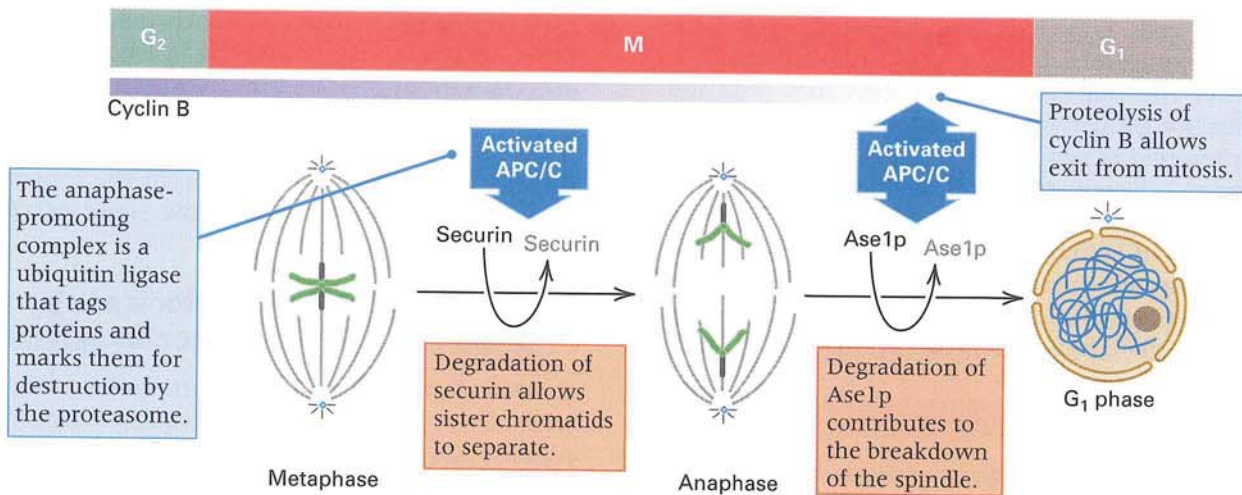 G2
M
G1
Cyclin B
The anaphase-
promoting
complex is a
ubiquitin ligase
that tags
proteins and
marks them for
destruction by
the proteasome.
Activated
APC/C
Securin
Securin
Degradation of
securin allows
sister chromatids
to separate.
Metaphase
Activated
APC/C
Ase1p
Ase1p
Degradation of
Ase1p
contributes to
the breakdown
of the spindle.
Anaphase
Proteolysis of
cyclin B allows
exit from mitosis.
G1 phase